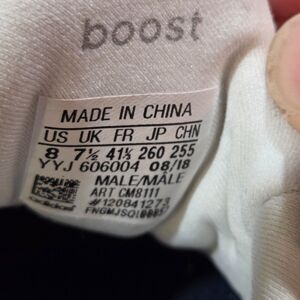 boost
MADE IN CHINA
US UK FR JP CHN
8 7½ 41⅓ 260 255
YYJ 606004 08/18
MALE/MÂLE
ART CM8111
#120841273
adidas